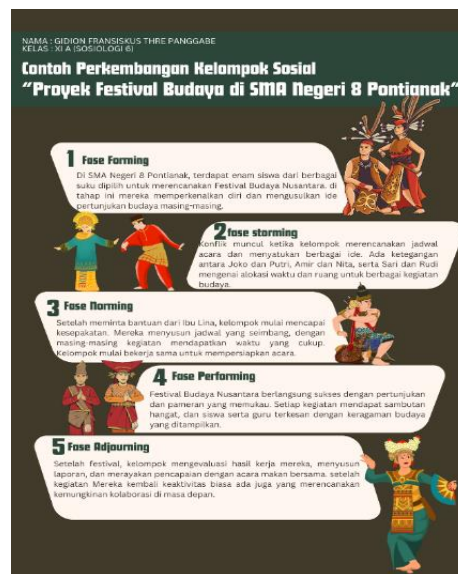 NAMA : GIDION FRANSISKUS THRE PANGGABE
KELAS : XI A (SOSIOLOGI 6)
Contoh Perkembangan Kelompok Sosial
“Proyek Festival Budaya di SMA Negeri 8 Pontianak”
1 Fase Forming
Di SMA Negeri 8 Pontianak, terdapat enam siswa dari berbagai
suku dipilih untuk merencanakan Festival Budaya Nusantara. di
tahap ini mereka memperkenalkan diri dan mengusulkan ide
pertunjukan budaya masing-masing.
2 fase storming
Konflik muncul ketika kelompok merencanakan jadwal
acara dan menyatukan berbagai ide. Ada ketegangan
antara Joko dan Putri, Amir dan Nita, serta Sari dan Rudi
mengenai alokasi waktu dan ruang untuk berbagai kegiatan
budaya.
3 Fase Norming
Setelah meminta bantuan dari Ibu Lina, kelompok mulai mencapai
kesepakatan. Mereka menyusun jadwal yang seimbang, dengan
masing-masing kegiatan mendapatkan waktu yang cukup.
Kelompok mulai bekerja sama untuk mempersiapkan acara.
4 Fase Performing
Festival Budaya Nusantara berlangsung sukses dengan pertunjukan
dan pameran yang memukau. Setiap kegiatan mendapat sambutan
hangat, dan siswa serta guru terkesan dengan keragaman budaya
yang ditampilkan.
5 Fase Adjourning
Setelah festival, kelompok mengevaluasi hasil kerja mereka, menyusun
laporan, dan merayakan pencapaian dengan acara makan bersama. setelah
kegiatan Mereka kembali keaktivitas biasa ada juga yang merencanakan
kemungkinan kolaborasi di masa depan.